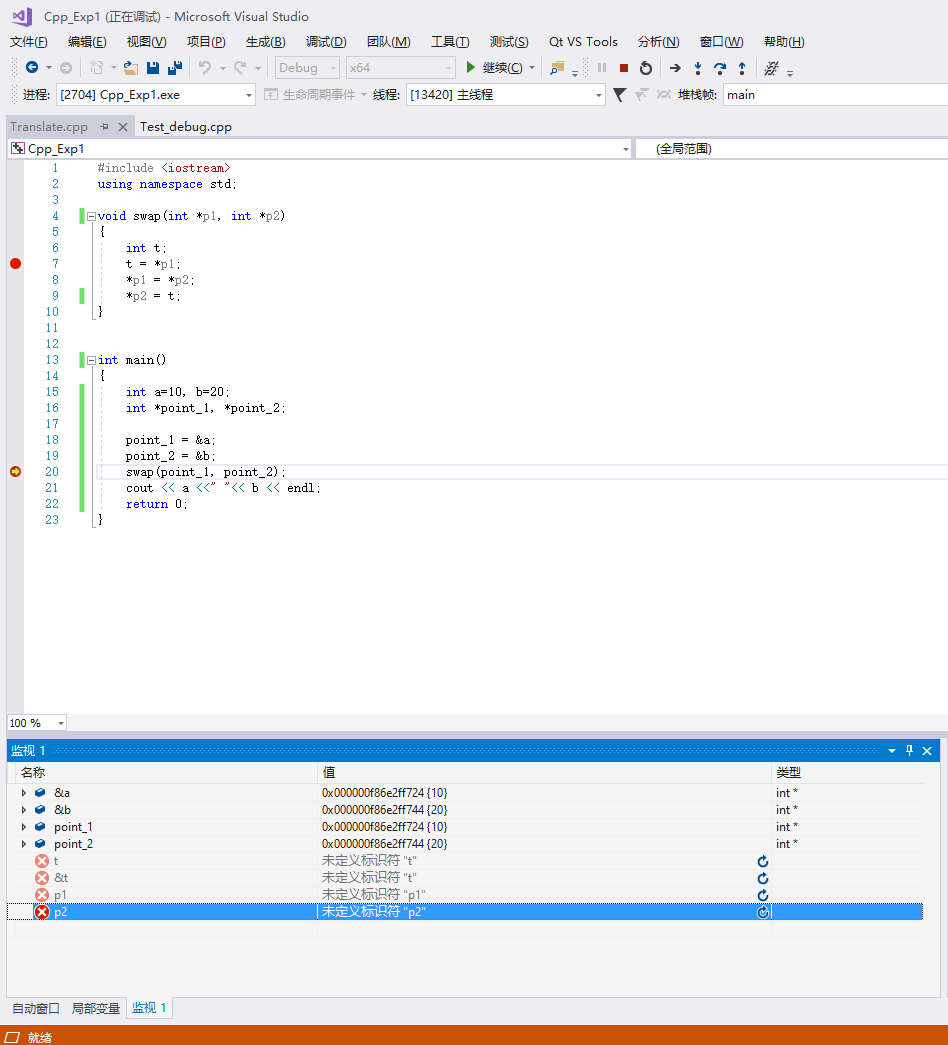 Cpp_Exp1 (正在调试) - Microsoft Visual Studio
文件(F) 编辑(E) 视图(V) 项目(P) 生成(B) 调试(D) 团队(M) 工具(T) 测试(S) Qt VS Tools 分析(N) 窗口(W) 帮助(H)
Debug x64 继续(C)
进程: [2704] Cpp_Exp1.exe 生命周期事件 线程: [13420] 主线程 堆栈帧: main
Translate.cpp Test_debug.cpp
Cpp_Exp1 (全局范围)
1 #include <iostream>
2 using namespace std;
3
4 void swap(int *p1, int *p2)
5 {
6 int t;
7 t = *p1;
8 *p1 = *p2;
9 *p2 = t;
10 }
11
12
13 int main()
14 {
15 int a=10, b=20;
16 int *point_1, *point_2;
17
18 point_1 = &a;
19 point_2 = &b;
20 swap(point_1, point_2);
21 cout << a <<" "<< b << endl;
22 return 0;
23 }
100 %
监视 1
名称 值 类型
&a 0x000000f86e2ff724 {10} int *
&b 0x000000f86e2ff744 {20} int *
point_1 0x000000f86e2ff724 {10} int *
point_2 0x000000f86e2ff744 {20} int *
t 未定义标识符 "t"
&t 未定义标识符 "t"
p1 未定义标识符 "p1"
p2 未定义标识符 "p2"
自动窗口 局部变量 监视 1
就绪